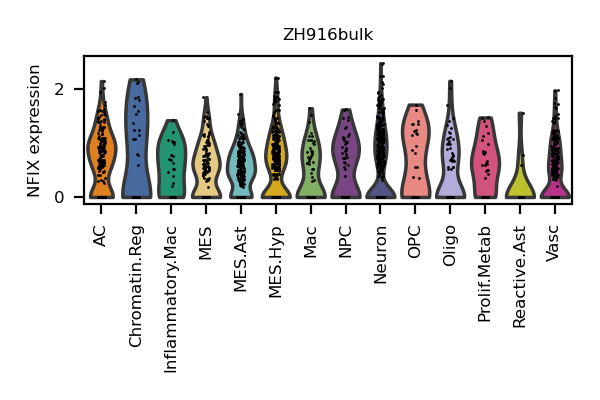 ZH916bulk
NFIX expression
2
0
AC
Chromatin.Reg
Inflammatory.Mac
MES
MES.Ast
MES.Hyp
Mac
NPC
Neuron
OPC
Oligo
Prolif.Metab
Reactive.Ast
Vasc